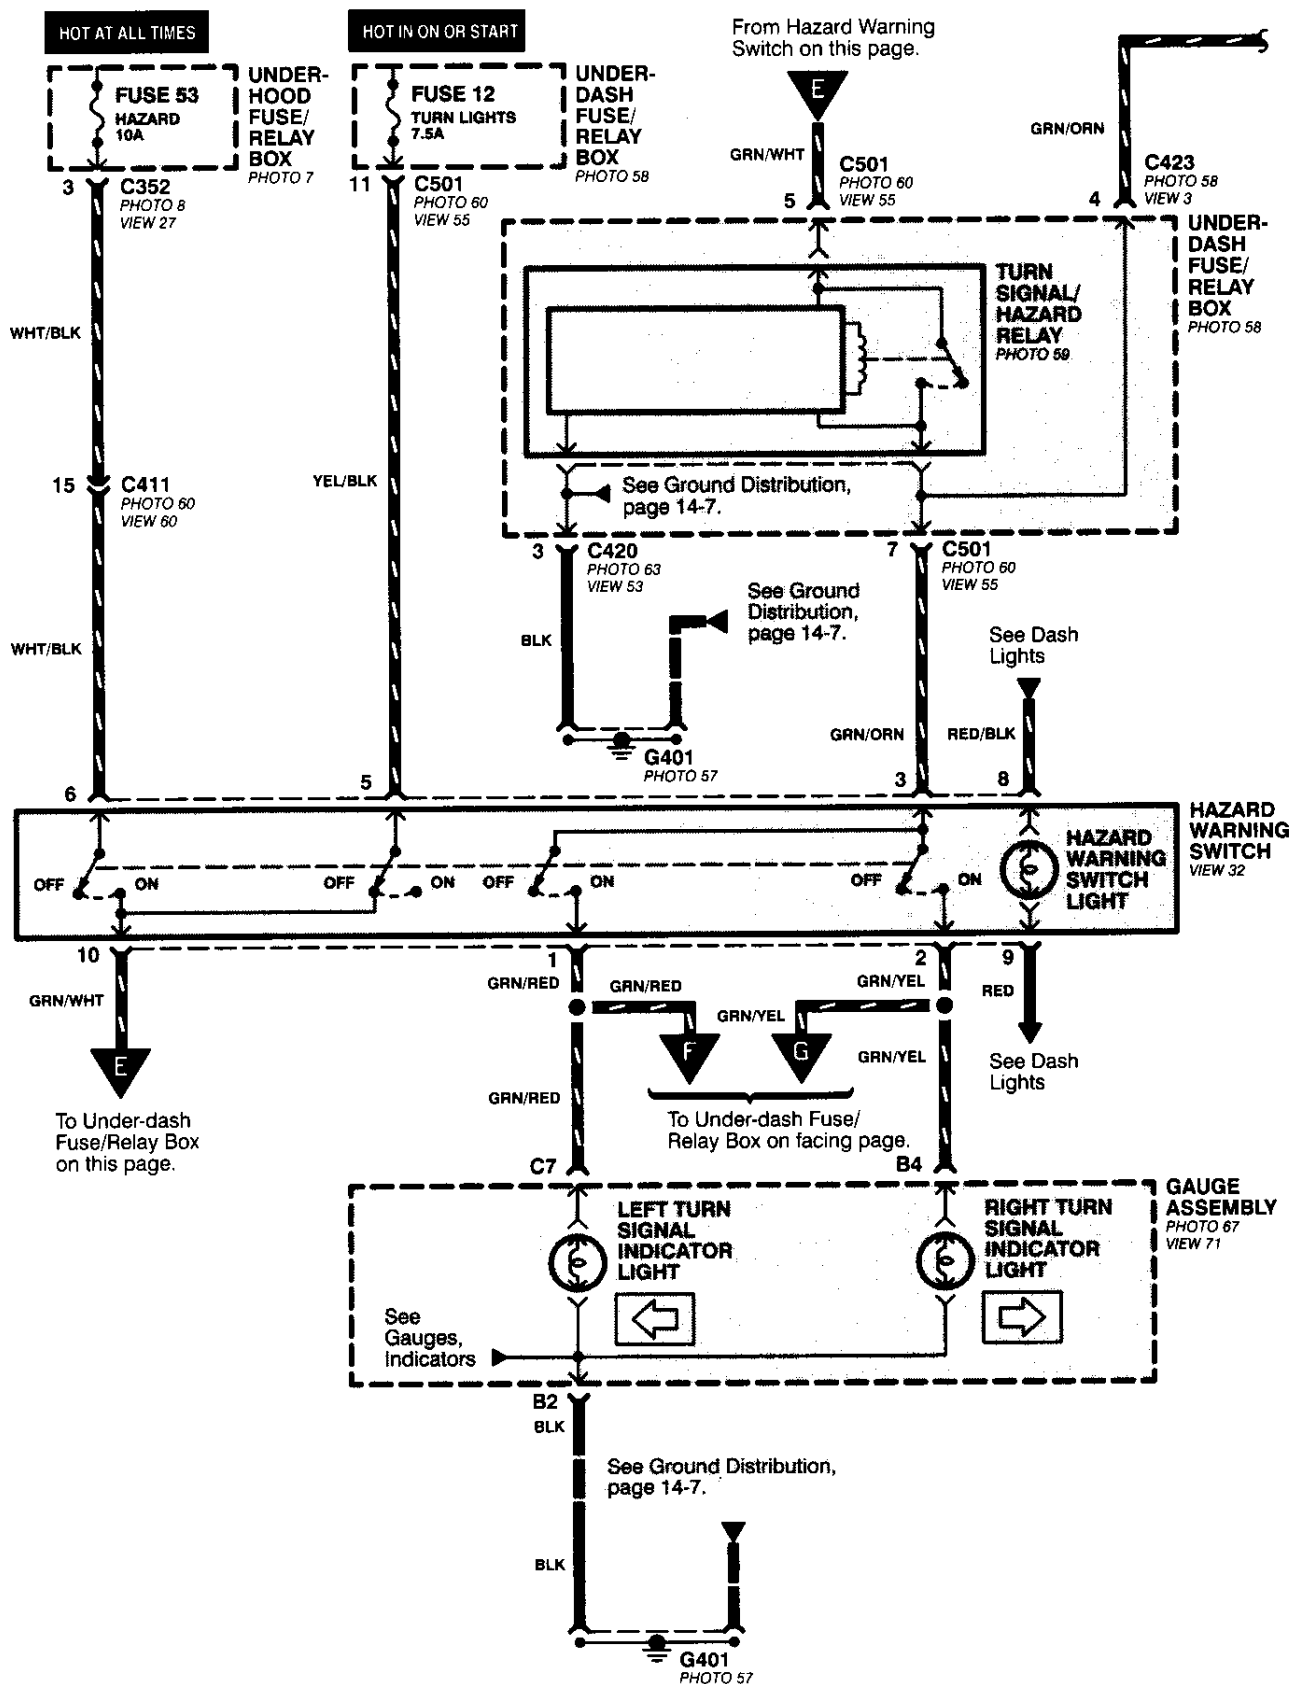 HOT AT ALL TIMES
HOT IN ON OR START
From Hazard Warning
Switch on this page.
E
FUSE 53
HAZARD
10A
UNDER-
HOOD
FUSE/
RELAY
BOX
PHOTO 7
FUSE 12
TURN LIGHTS
7.5A
UNDER-
DASH
FUSE/
RELAY
BOX
PHOTO 58
GRN/WHT
GRN/ORN
3
C352
PHOTO 8
VIEW 27
11
C501
PHOTO 60
VIEW 55
5
C501
PHOTO 60
VIEW 55
4
C423
PHOTO 58
VIEW 3
UNDER-
DASH
FUSE/
RELAY
BOX
PHOTO 58
TURN
SIGNAL/
HAZARD
RELAY
PHOTO 59
WHT/BLK
YEL/BLK
15
C411
PHOTO 60
VIEW 60
See Ground Distribution,
page 14-7.
3
C420
PHOTO 63
VIEW 53
7
C501
PHOTO 60
VIEW 55
See Ground
Distribution,
page 14-7.
WHT/BLK
BLK
See Dash
Lights
GRN/ORN
RED/BLK
G401
PHOTO 57
6
5
3
8
HAZARD
WARNING
SWITCH
VIEW 32
HAZARD
WARNING
SWITCH
LIGHT
OFF
ON
OFF
ON
OFF
ON
OFF
ON
10
1
2
9
GRN/WHT
GRN/RED
GRN/RED
GRN/YEL
GRN/YEL
RED
E
F
G
GRN/YEL
See Dash
Lights
GRN/RED
To Under-dash
Fuse/Relay Box
on this page.
To Under-dash Fuse/
Relay Box on facing page.
C7
B4
GAUGE
ASSEMBLY
PHOTO 67
VIEW 71
LEFT TURN
SIGNAL
INDICATOR
LIGHT
RIGHT TURN
SIGNAL
INDICATOR
LIGHT
See
Gauges,
Indicators
B2
BLK
See Ground Distribution,
page 14-7.
BLK
G401
PHOTO 57